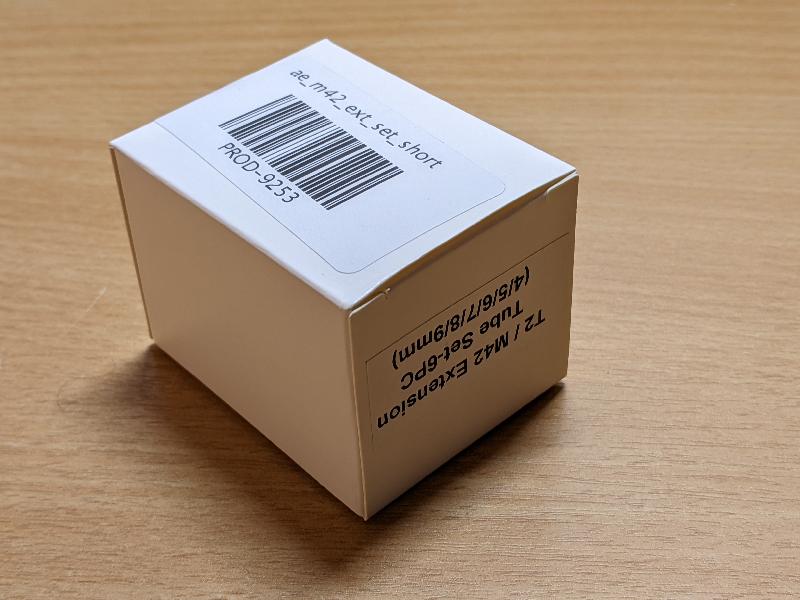 ae_m42_ext_set_short
PROD-9253
T2 / M42 Extension
Tube Set-6PC
(4/5/6/7/8/9mm)